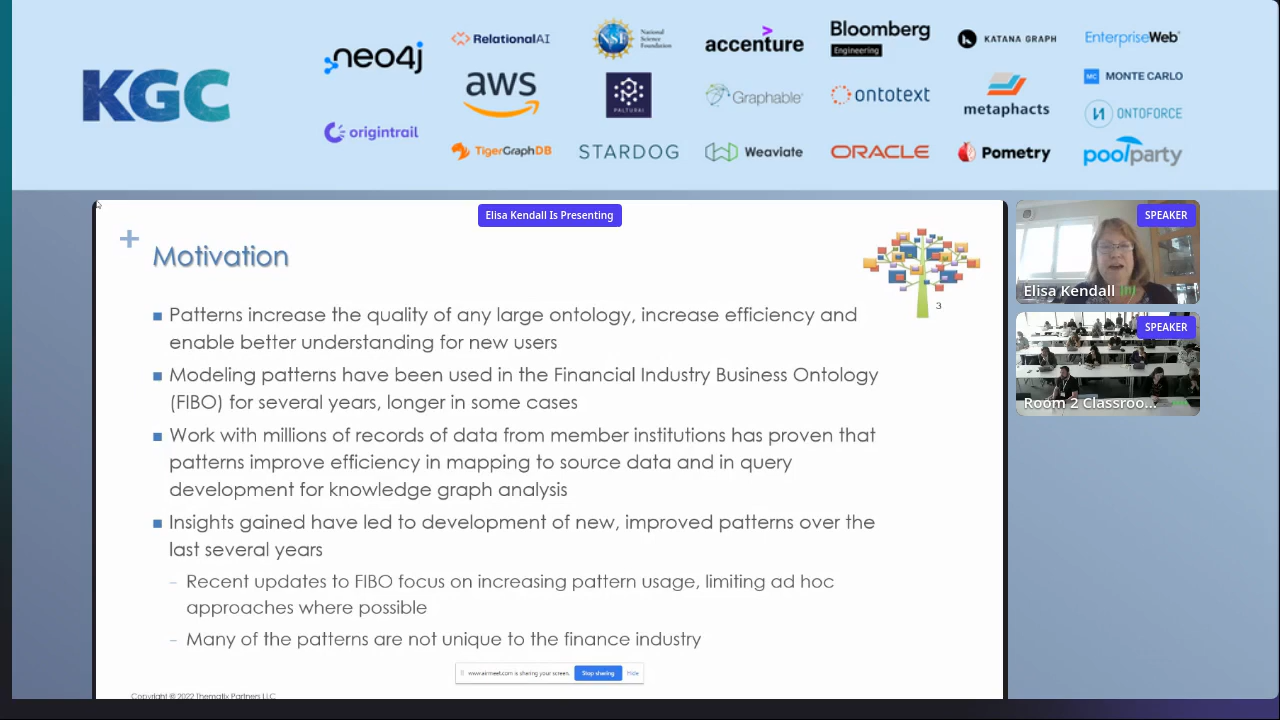 KGC
neo4j
origintrail
RelationalAI
aws
TigerGraphDB
NSF
National
Science
Foundation
STARDOG
accenture
Graphable
Weaviate
Bloomberg
Engineering
ontotext
ORACLE
KATANA GRAPH
metaphacts
Pometry
EnterpriseWeb
MC MONTE CARLO
ONTOFORCE
poolparty
Elisa Kendall Is Presenting
Motivation
3
Patterns increase the quality of any large ontology, increase efficiency and
enable better understanding for new users
Modeling patterns have been used in the Financial Industry Business Ontology
(FIBO) for several years, longer in some cases
Work with millions of records of data from member institutions has proven that
patterns improve efficiency in mapping to source data and in query
development for knowledge graph analysis
Insights gained have led to development of new, improved patterns over the
last several years
– Recent updates to FIBO focus on increasing pattern usage, limiting ad hoc
approaches where possible
– Many of the patterns are not unique to the finance industry
www.airmeet.com is sharing your screen. Stop sharing Hide
Copyright © 2022 Thematix Partners LLC
SPEAKER
Elisa Kendall
SPEAKER
Room 2 Classroo...